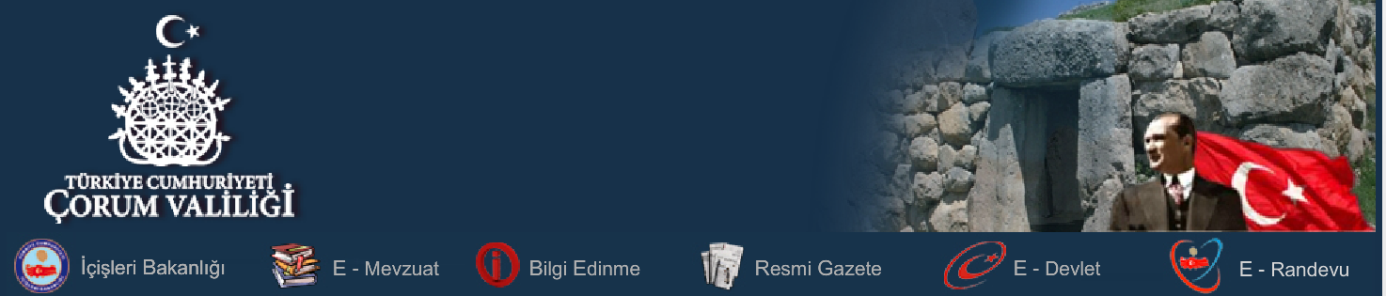 TÜRKİYE CUMHURİYETİ
ÇORUM VALİLİĞİ
İçişleri Bakanlığı
E - Mevzuat
Bilgi Edinme
Resmi Gazete
E - Devlet
E - Randevu